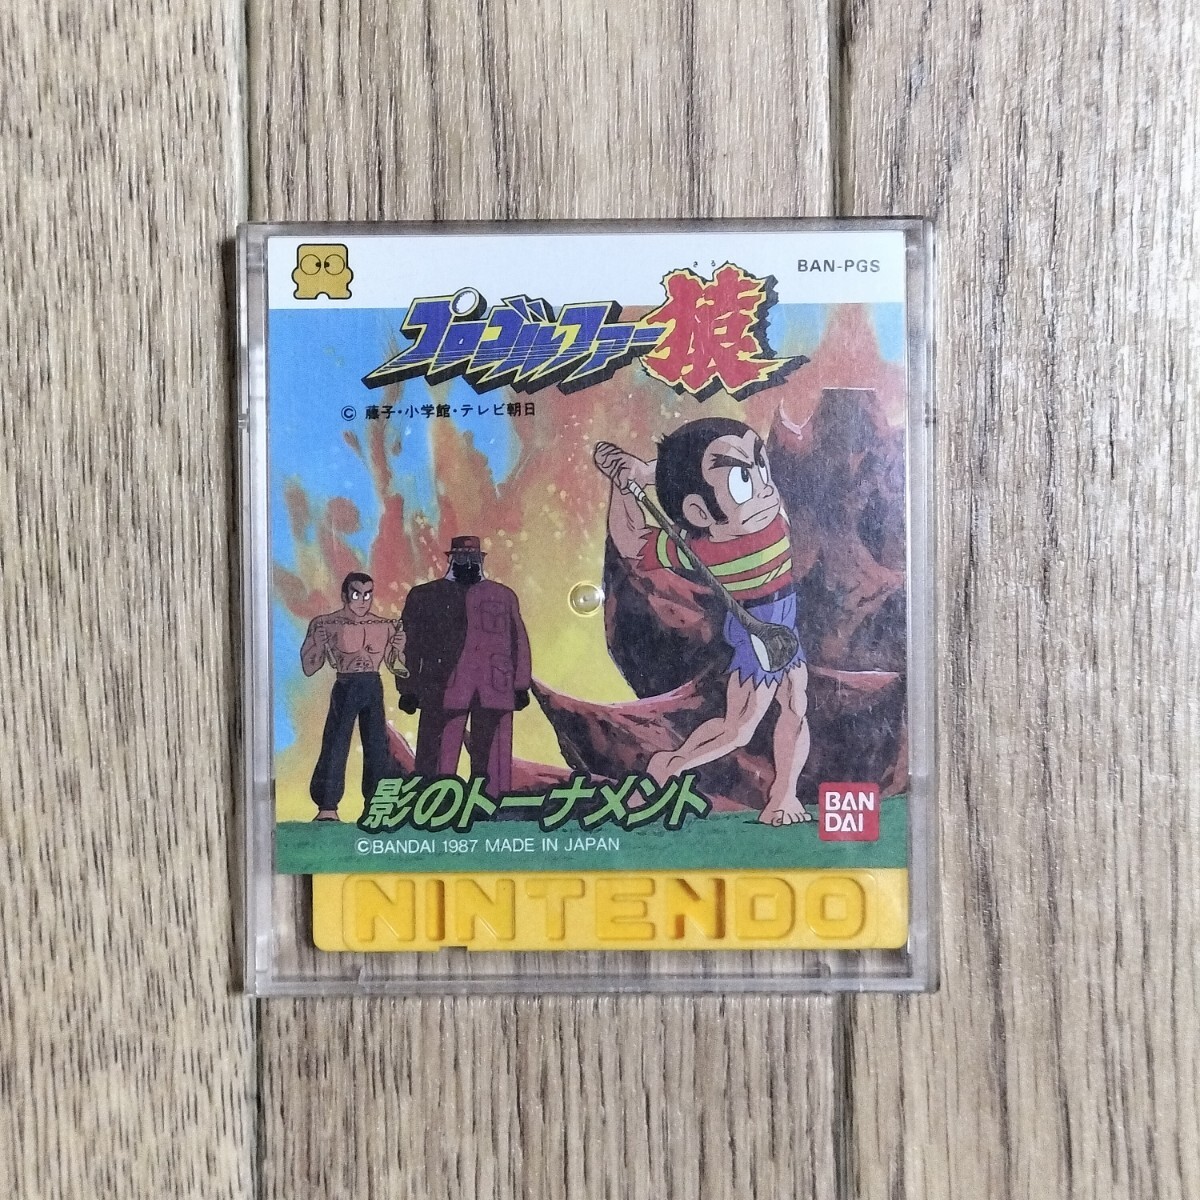 BAN-PGS
さる
プロゴルファー猿
© 藤子・小学館・テレビ朝日
影のトーナメント
BAN
DAI
©BANDAI 1987 MADE IN JAPAN
NINTENDO